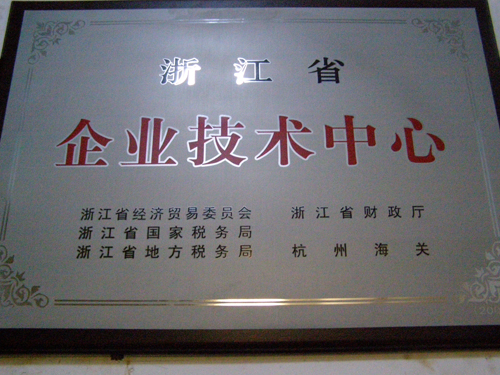 浙江省
企业技术中心
浙江省经济贸易委员会 浙江省财政厅
浙江省国家税务局
浙江省地方税务局 杭州海关